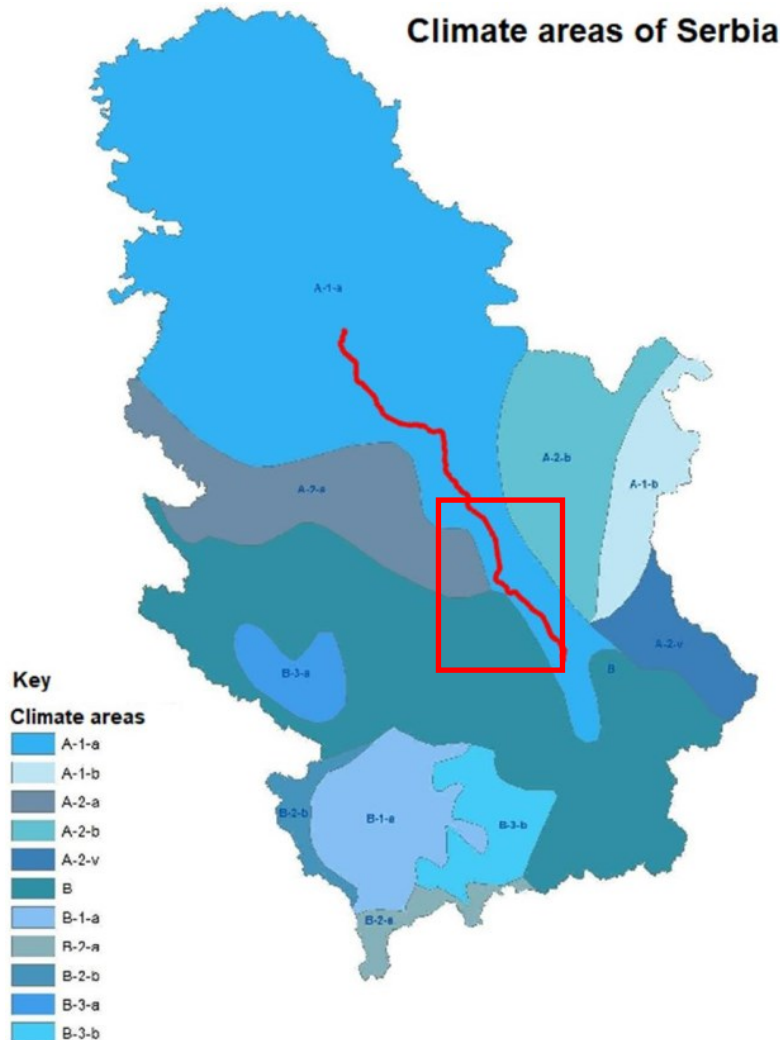 Climate areas of Serbia
A-1-a
A-2-b
A-2-a
A-1-b
A-2-v
B
B-3-a
B-2-b
B-1-a
B-3-b
B-2-a
Key
Climate areas
A-1-a
A-1-b
A-2-a
A-2-b
A-2-v
B
B-1-a
B-2-a
B-2-b
B-3-a
B-3-b